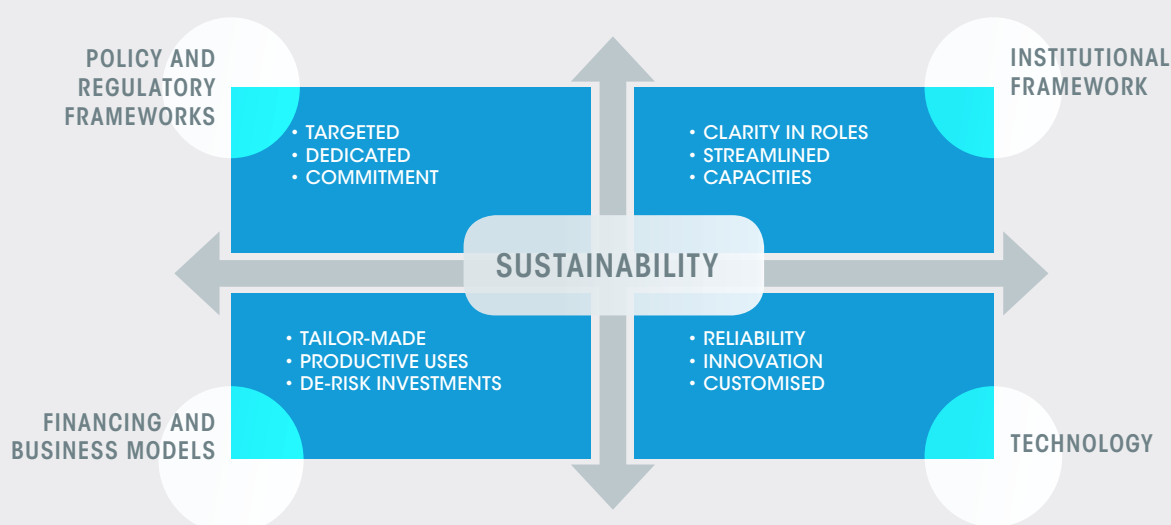 POLICY AND
REGULATORY
FRAMEWORKS
• TARGETED
• DEDICATED
• COMMITMENT
INSTITUTIONAL
FRAMEWORK
• CLARITY IN ROLES
• STREAMLINED
• CAPACITIES
SUSTAINABILITY
FINANCING AND
BUSINESS MODELS
• TAILOR-MADE
• PRODUCTIVE USES
• DE-RISK INVESTMENTS
• RELIABILITY
• INNOVATION
• CUSTOMISED
TECHNOLOGY